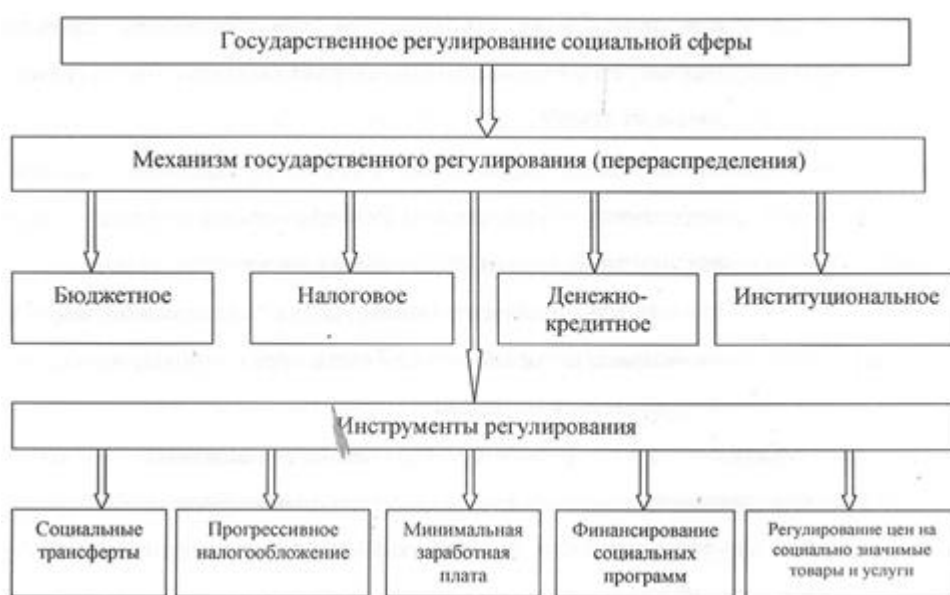 Государственное регулирование социальной сферы
Механизм государственного регулирования (перераспределения)
Бюджетное
Налоговое
Денежно-
кредитное
Институциональное
Инструменты регулирования
Социальные
трансферты
Прогрессивное
налогообложение
Минимальная
заработная
плата
Финансирование
социальных
программ
Регулирование цен на
социально значимые
товары и услуги